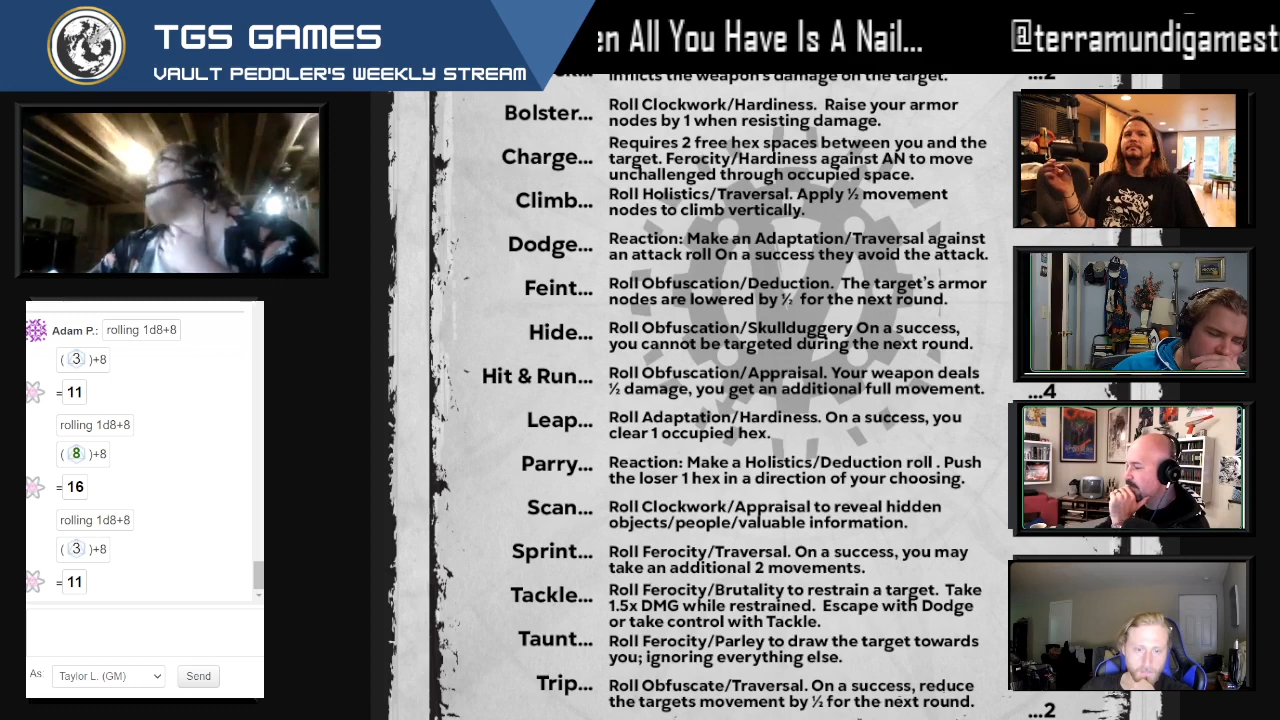 TGS GAMES
VAULT PEDDLER'S WEEKLY STREAM
en All You Have Is A Nail...
@terramundigamest
inflicts the weapon's damage on the target.
...2
Bolster...
Roll Clockwork/Hardiness. Raise your armor
nodes by 1 when resisting damage.
Charge...
Requires 2 free hex spaces between you and the
target. Ferocity/Hardiness against AN to move
unchallenged through occupied space.
Climb...
Roll Holistics/Traversal. Apply ½ movement
nodes to climb vertically.
Dodge...
Reaction: Make an Adaptation/Traversal against
an attack roll On a success they avoid the attack.
Feint...
Roll Obfuscation/Deduction. The target's armor
nodes are lowered by ½ for the next round.
Hide...
Roll Obfuscation/Skullduggery On a success,
you cannot be targeted during the next round.
Hit & Run...
Roll Obfuscation/Appraisal. Your weapon deals
½ damage, you get an additional full movement.
...4
Leap...
Roll Adaptation/Hardiness. On a success, you
clear 1 occupied hex.
Parry...
Reaction: Make a Holistics/Deduction roll . Push
the loser 1 hex in a direction of your choosing.
Scan...
Roll Clockwork/Appraisal to reveal hidden
objects/people/valuable information.
Sprint...
Roll Ferocity/Traversal. On a success, you may
take an additional 2 movements.
Tackle...
Roll Ferocity/Brutality to restrain a target. Take
1.5x DMG while restrained. Escape with Dodge
or take control with Tackle.
Taunt...
Roll Ferocity/Parley to draw the target towards
you; ignoring everything else.
Trip...
Roll Obfuscate/Traversal. On a success, reduce
the targets movement by ½ for the next round.
...2
Adam P.: rolling 1d8+8
(3)+8
=11
rolling 1d8+8
(8)+8
=16
rolling 1d8+8
(3)+8
=11
As: Taylor L. (GM) Send